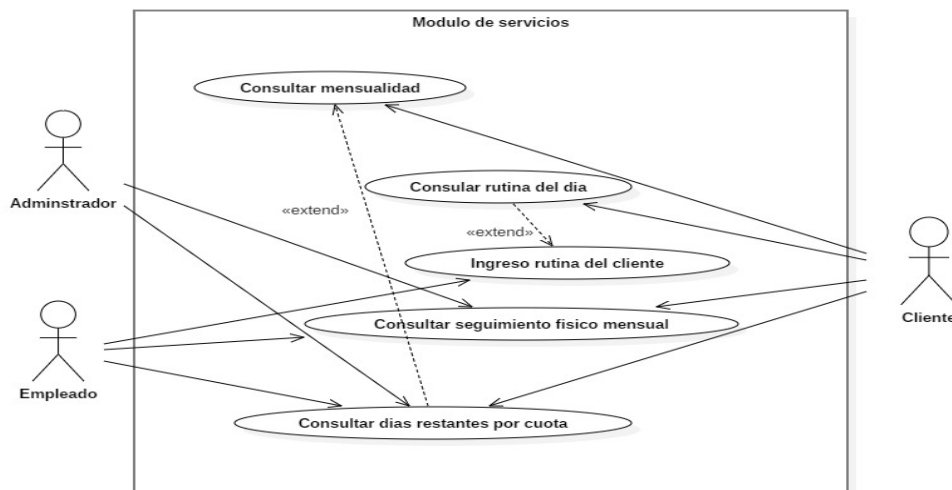 Modulo de servicios
Consultar mensualidad
Adminstrador
Consular rutina del dia
«extend»
«extend»
Ingreso rutina del cliente
Cliente
Consultar seguimiento fisico mensual
Empleado
Consultar dias restantes por cuota